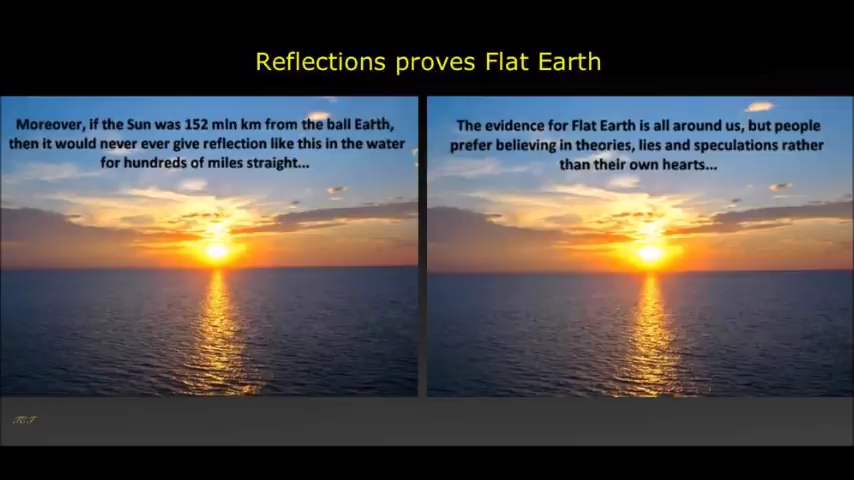 Reflections proves Flat Earth
Moreover, if the Sun was 152 mln km from the ball Earth,
then it would never ever give reflection like this in the water
for hundreds of miles straight...
The evidence for Flat Earth is all around us, but people
prefer believing in theories, lies and speculations rather
than their own hearts...